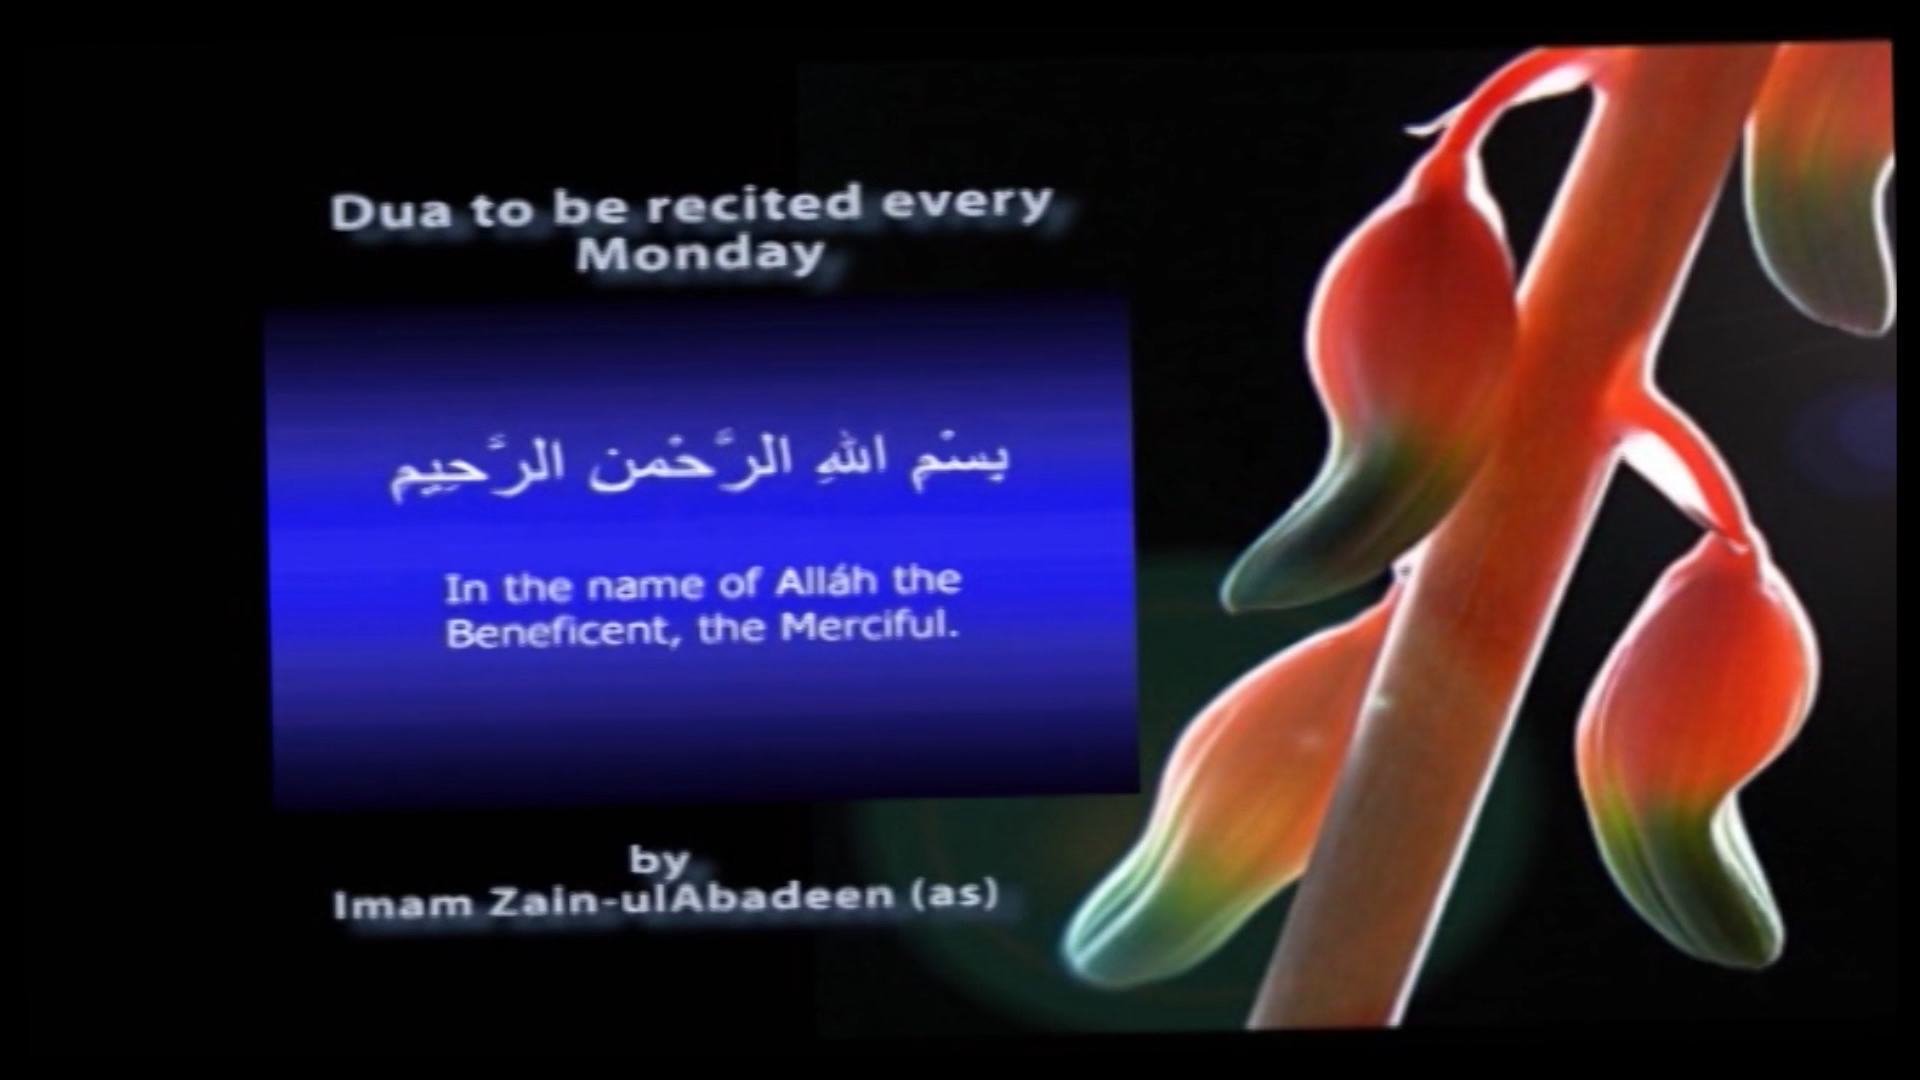 Dua to be recited every
Monday
بِسْمِ اللهِ الرَّحْمن الرَّحِيمِ
In the name of Alláh the
Beneficent, the Merciful.
by
Imam Zain-ulAbadeen (as)